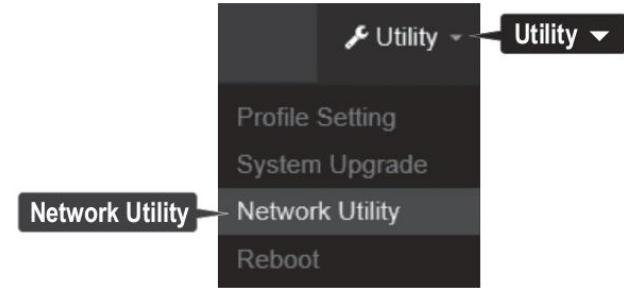 Utility
Utility
Profile Setting
System Upgrade
Network Utility
Network Utility
Reboot